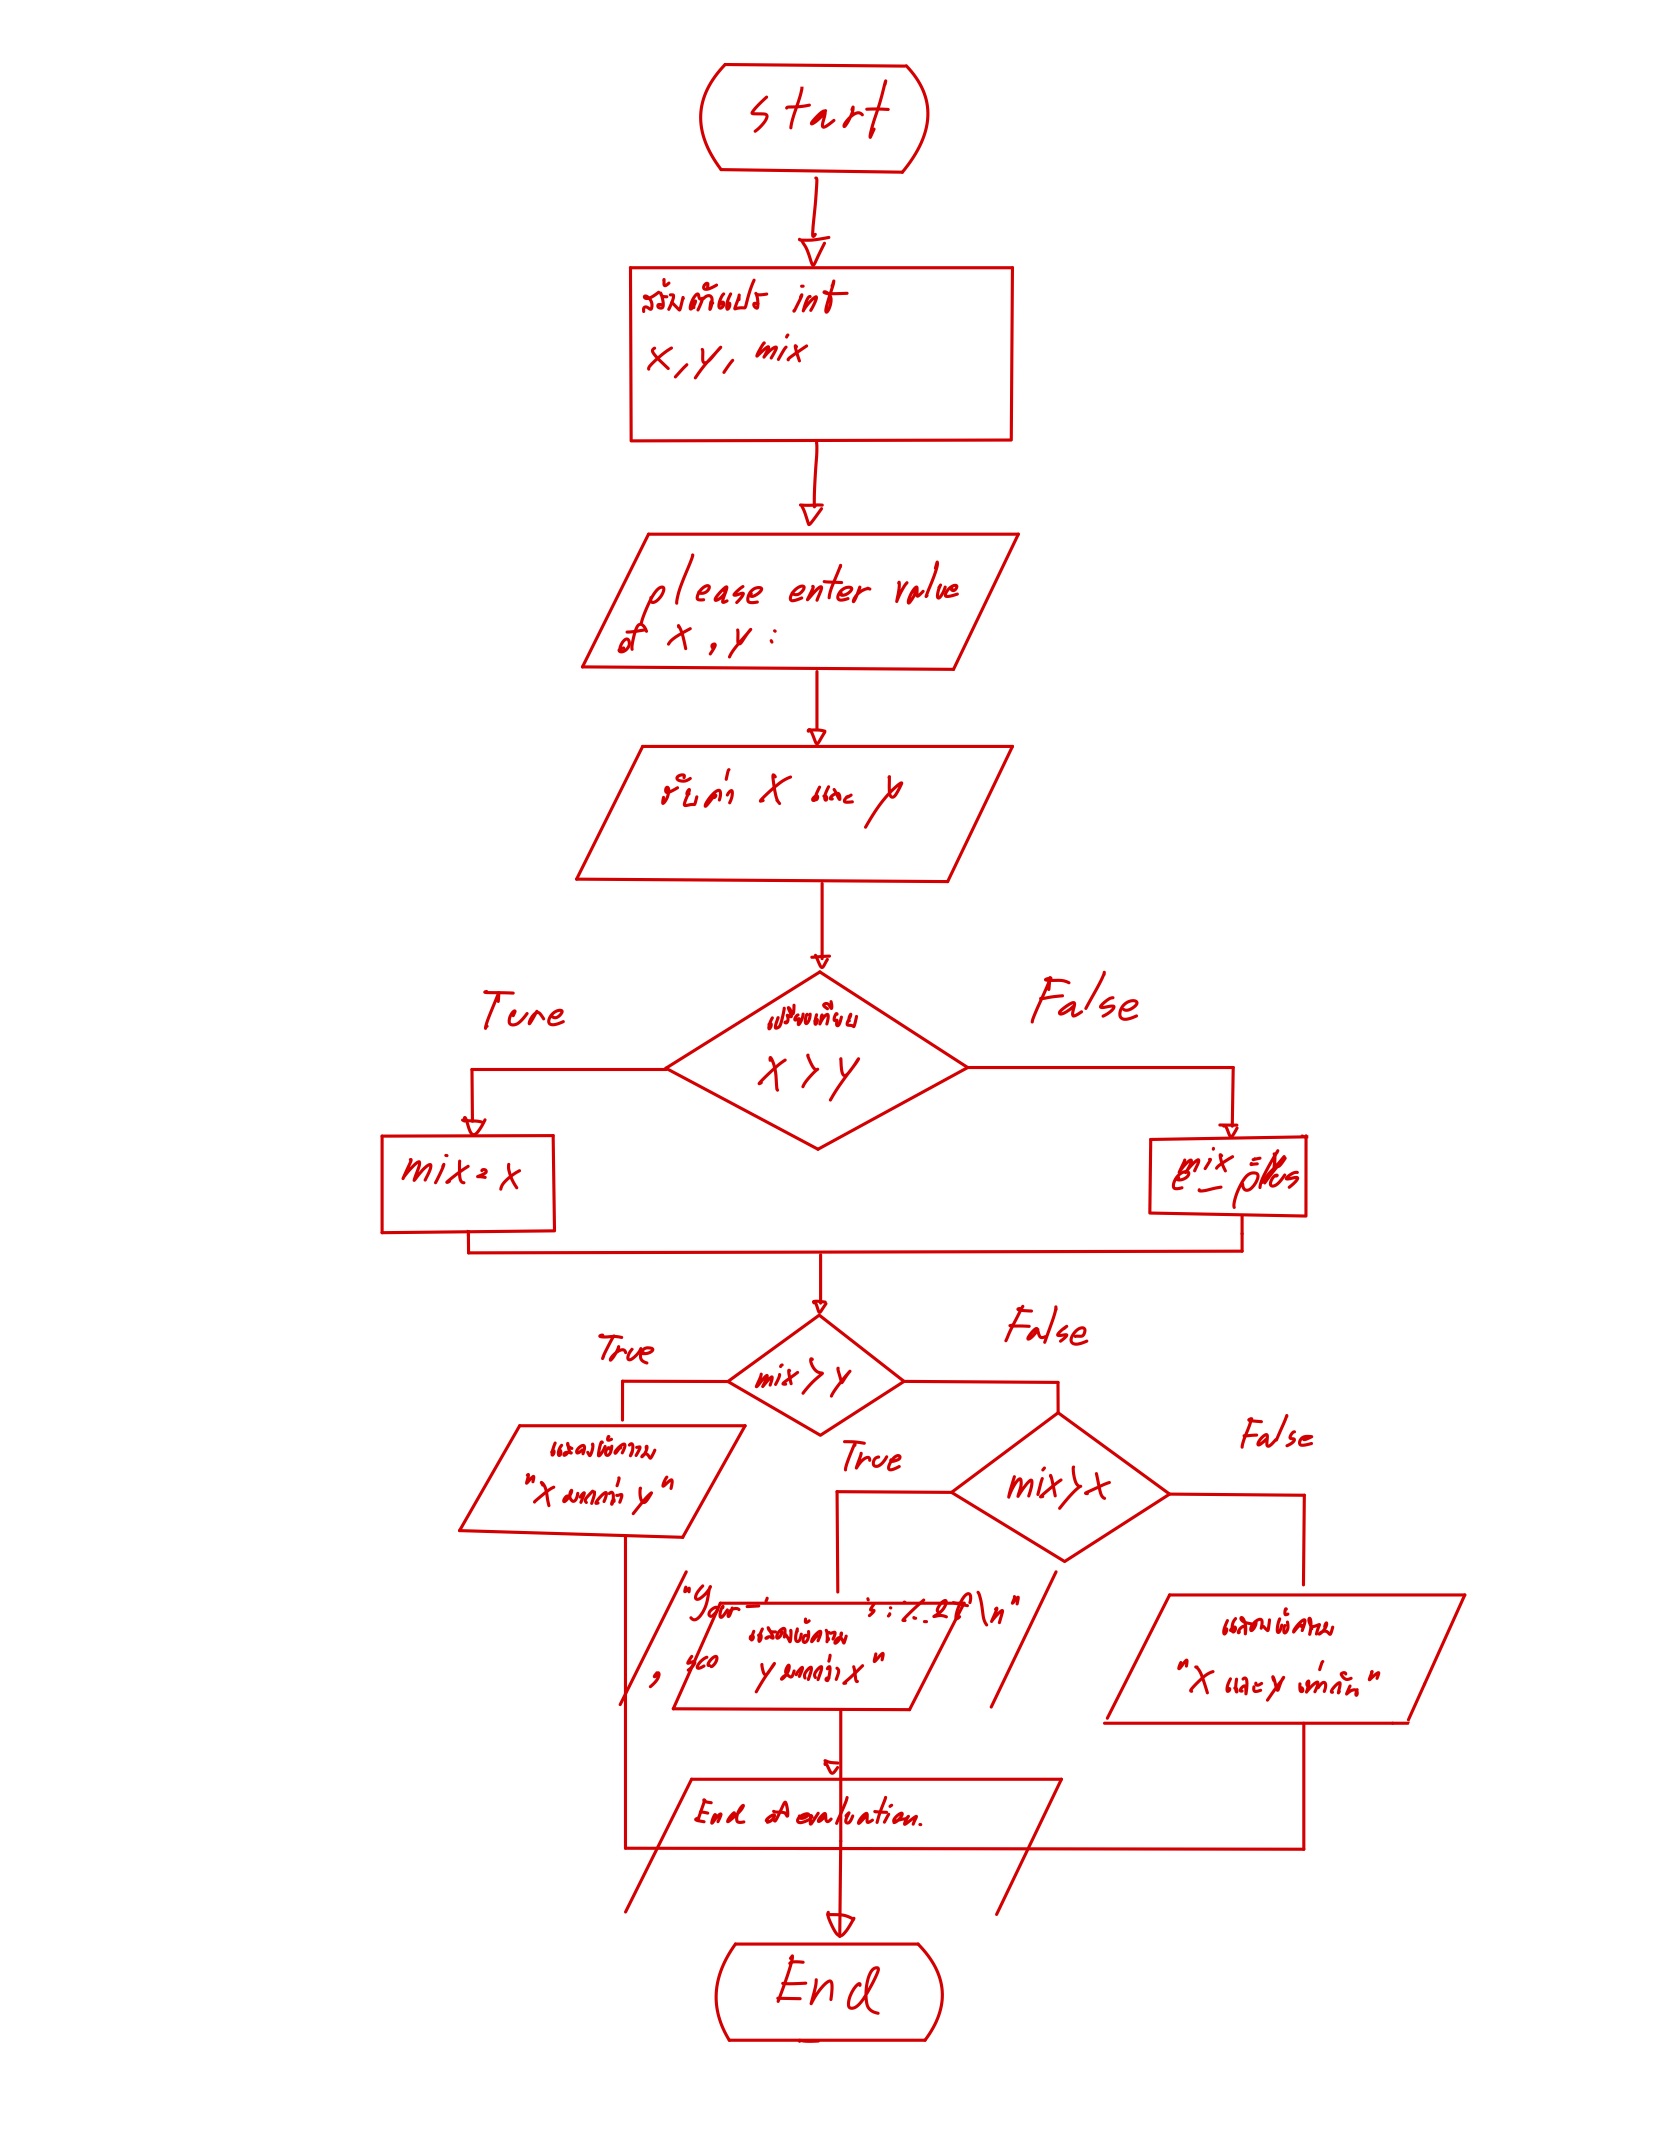 start
สร้างตัวแปร int
x, y, mix
please enter value
of x, y :
รับค่า X และ y
Ture
False
เปรียบเทียบ
X > y
mix = x
mix =
True
False
mix > y
แสดงข้อความ
"X มากกว่า y"
True
False
mix > x
แสดงข้อความ
y มากกว่า x"
, sco
แสดงข้อความ
"X และ y เท่ากัน"
End of evaluation.
End